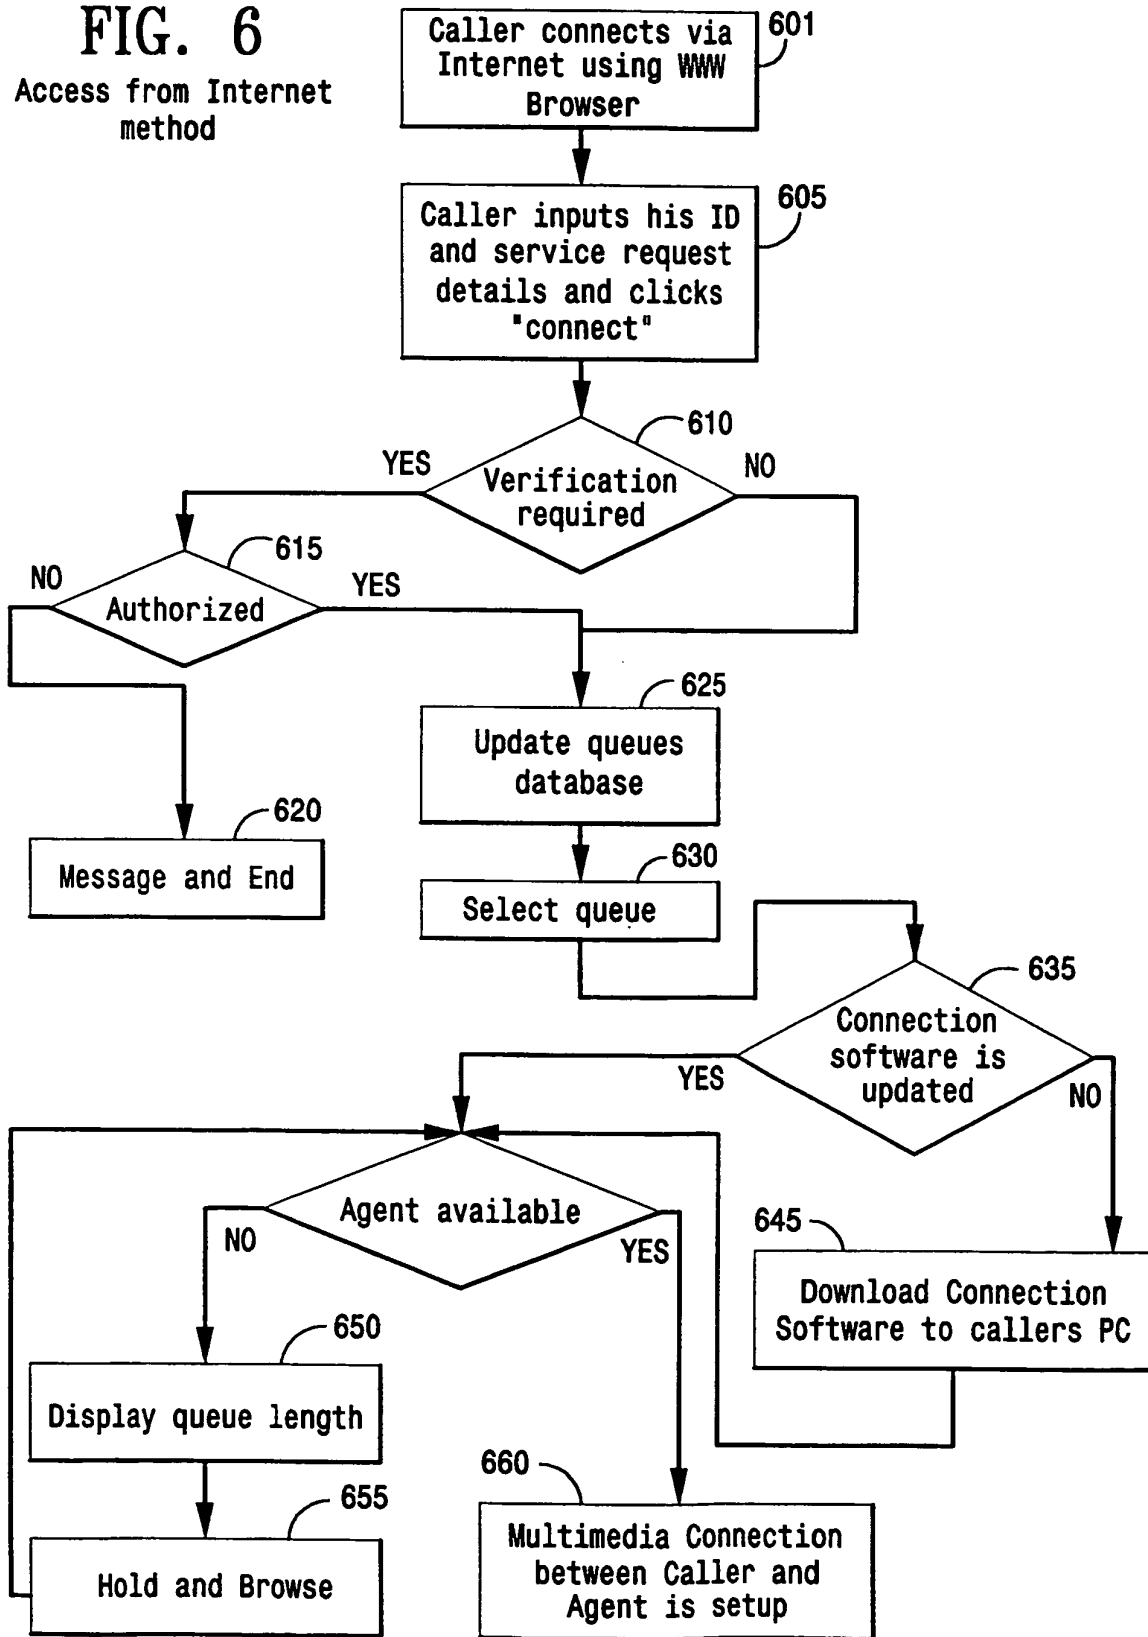 FIG. 6
Access from Internet
method
Caller connects via
Internet using WWW
Browser
601
Caller inputs his ID
and service request
details and clicks
"connect"
605
610
YES
NO
Verification
required
615
NO
YES
Authorized
625
Update queues
database
620
Message and End
630
Select queue
635
Connection
software is
updated
YES
NO
Agent available
NO
YES
645
Download Connection
Software to callers PC
650
Display queue length
660
655
Hold and Browse
Multimedia Connection
between Caller and
Agent is setup